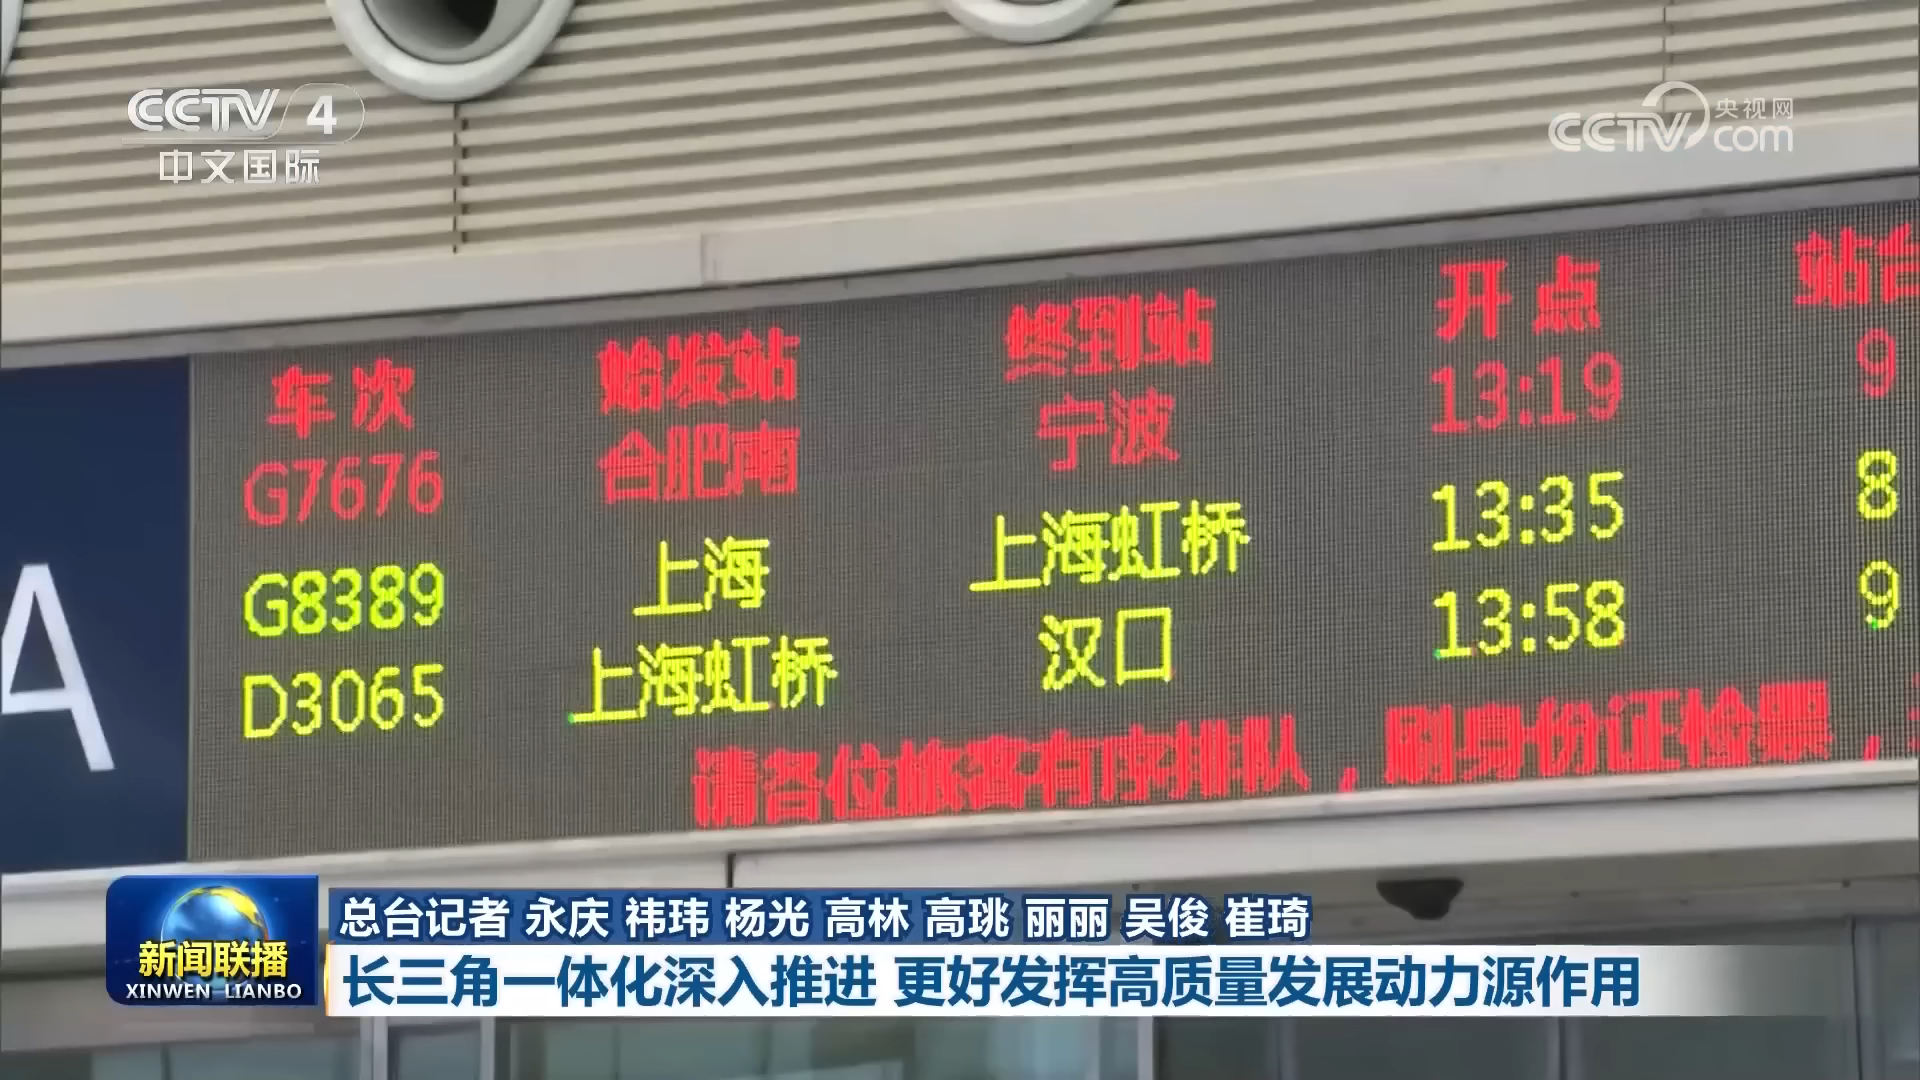 CCTV 4
中文国际
CCTV 央视网
com
车次 始发站 终到站 开点 站台
G7676 合肥南 宁波 13:19 9
G8389 上海 上海虹桥 13:35 8
D3065 上海虹桥 汉口 13:58 9
请各位旅客有序排队，刷身份证检票，
A
总台记者 永庆 祎玮 杨光 高林 高珧 丽丽 吴俊 崔琦
新闻联播
XINWEN LIANBO
长三角一体化深入推进 更好发挥高质量发展动力源作用